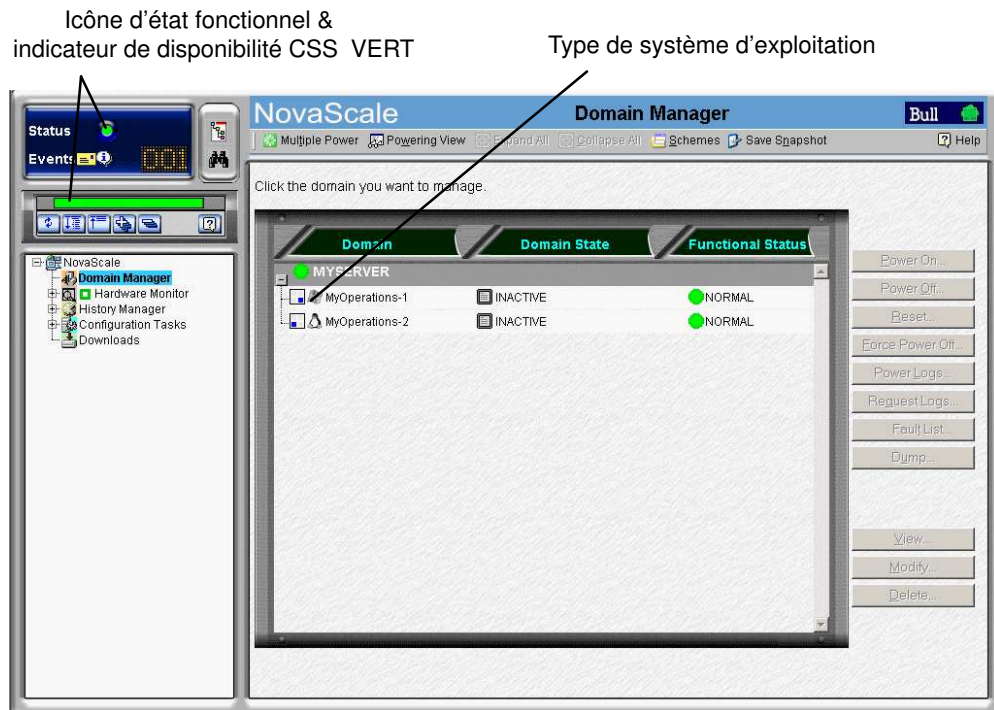 Icône d'état fonctionnel &
indicateur de disponibilité CSS VERT
Type de système d'exploitation
Status
Events
001
NovaScale
Domain Manager
Bull
Multiple Power
Powering View
Expand All
Collapse All
Schemes
Save Snapshot
Help
Click the domain you want to manage.
NovaScale
Domain Manager
Hardware Monitor
History Manager
Configuration Tasks
Downloads
Domain
Domain State
Functional Status
MYSERVER
MyOperations-1
INACTIVE
NORMAL
MyOperations-2
INACTIVE
NORMAL
Power On...
Power Off...
Reset...
Force Power Off...
Power Logs...
Request Logs...
Fault List...
Dump...
View...
Modify...
Delete...